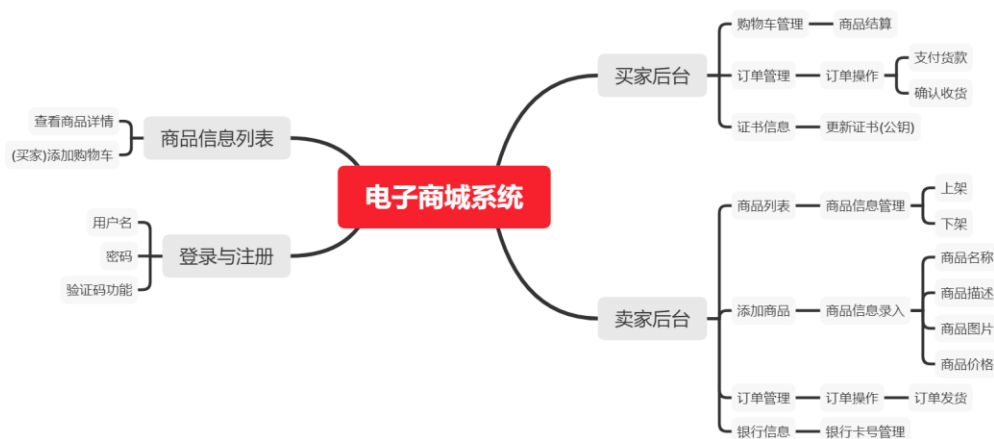 电子商城系统
商品信息列表
查看商品详情
(买家)添加购物车
登录与注册
用户名
密码
验证码功能
买家后台
购物车管理
商品结算
订单管理
订单操作
支付货款
确认收货
证书信息
更新证书(公钥)
卖家后台
商品列表
商品信息管理
上架
下架
添加商品
商品信息录入
商品名称
商品描述
商品图片
商品价格
订单管理
订单操作
订单发货
银行信息
银行卡号管理